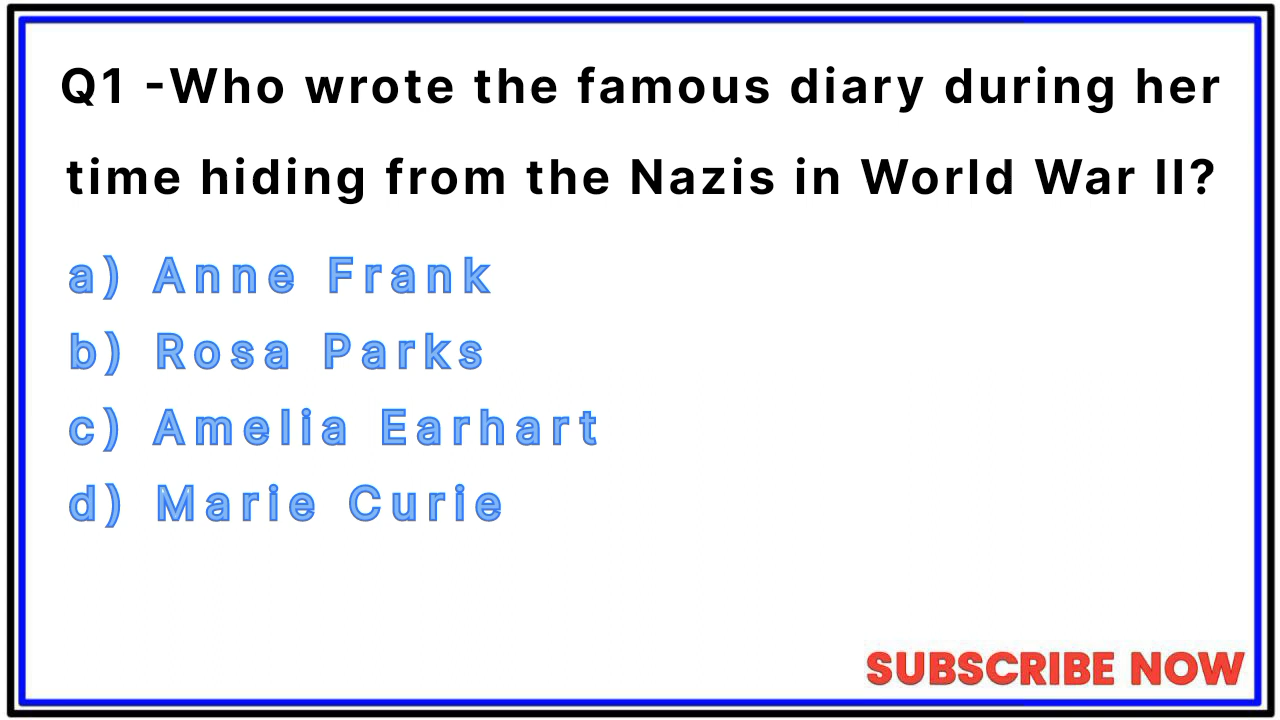 Q1 -Who wrote the famous diary during her
time hiding from the Nazis in World War II?
a) Anne Frank
b) Rosa Parks
c) Amelia Earhart
d) Marie Curie
SUBSCRIBE NOW